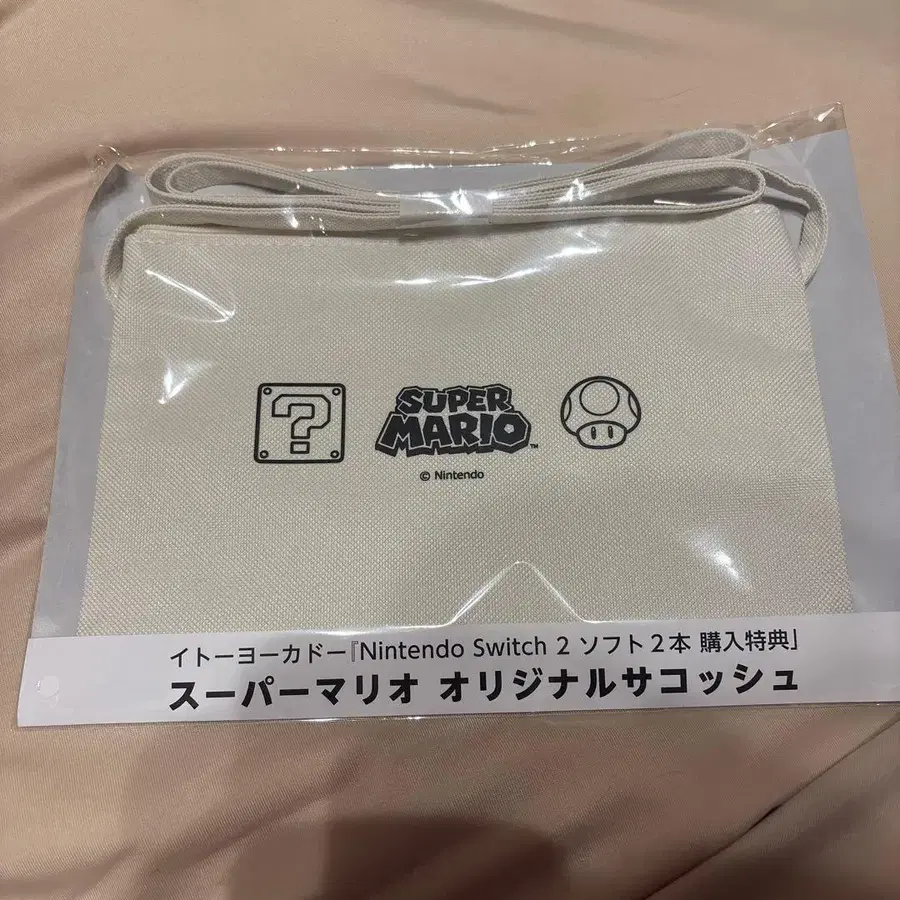 ?
SUPER
MARIO™
© Nintendo
イトーヨーカドー『Nintendo Switch 2 ソフト2本 購入特典」
スーパーマリオ オリジナルサコッシュ